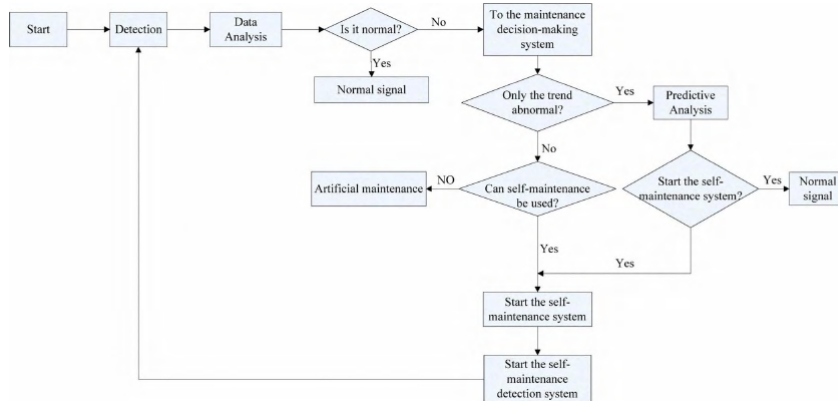 Start
Detection
Data
Analysis
Is it normal?
No
To the maintenance
decision-making
system
Yes
Normal signal
Only the trend
abnormal?
Yes
Predictive
Analysis
No
Artificial maintenance
NO
Can self-maintenance
be used?
Start the self-
maintenance system?
Yes
Normal
signal
Yes
Yes
Start the self-
maintenance system
Start the self-
maintenance
detection system